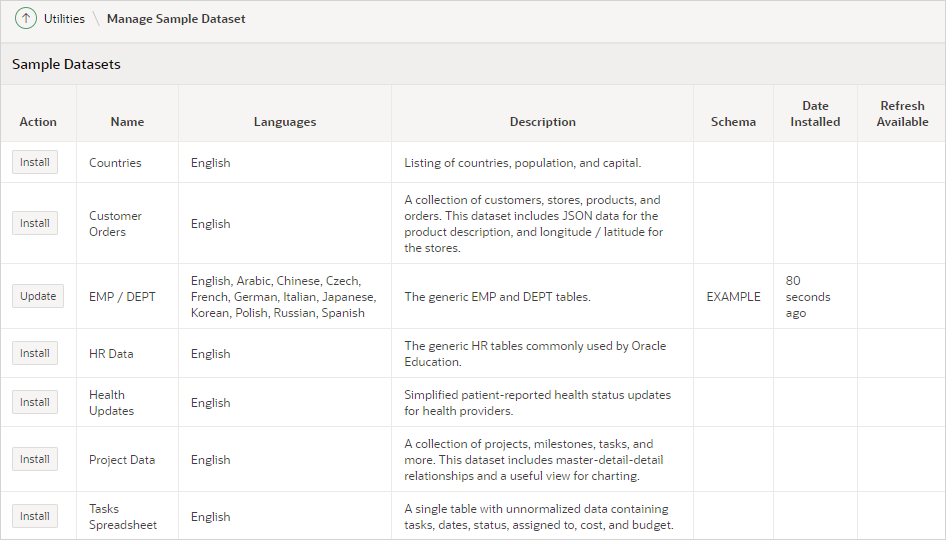 Utilities \ Manage Sample Dataset
Sample Datasets
Action Name Languages Description Schema Date Installed Refresh Available
Install Countries English Listing of countries, population, and capital.
Install Customer Orders English A collection of customers, stores, products, and
orders. This dataset includes JSON data for the
product description, and longitude / latitude for
the stores.
Update EMP / DEPT English, Arabic, Chinese, Czech,
French, German, Italian, Japanese,
Korean, Polish, Russian, Spanish
The generic EMP and DEPT tables. EXAMPLE 80
seconds
ago
Install HR Data English The generic HR tables commonly used by Oracle
Education.
Install Health Updates English Simplified patient-reported health status updates
for health providers.
Install Project Data English A collection of projects, milestones, tasks, and
more. This dataset includes master-detail-detail
relationships and a useful view for charting.
Install Tasks Spreadsheet English A single table with unnormalized data containing
tasks, dates, status, assigned to, cost, and budget.